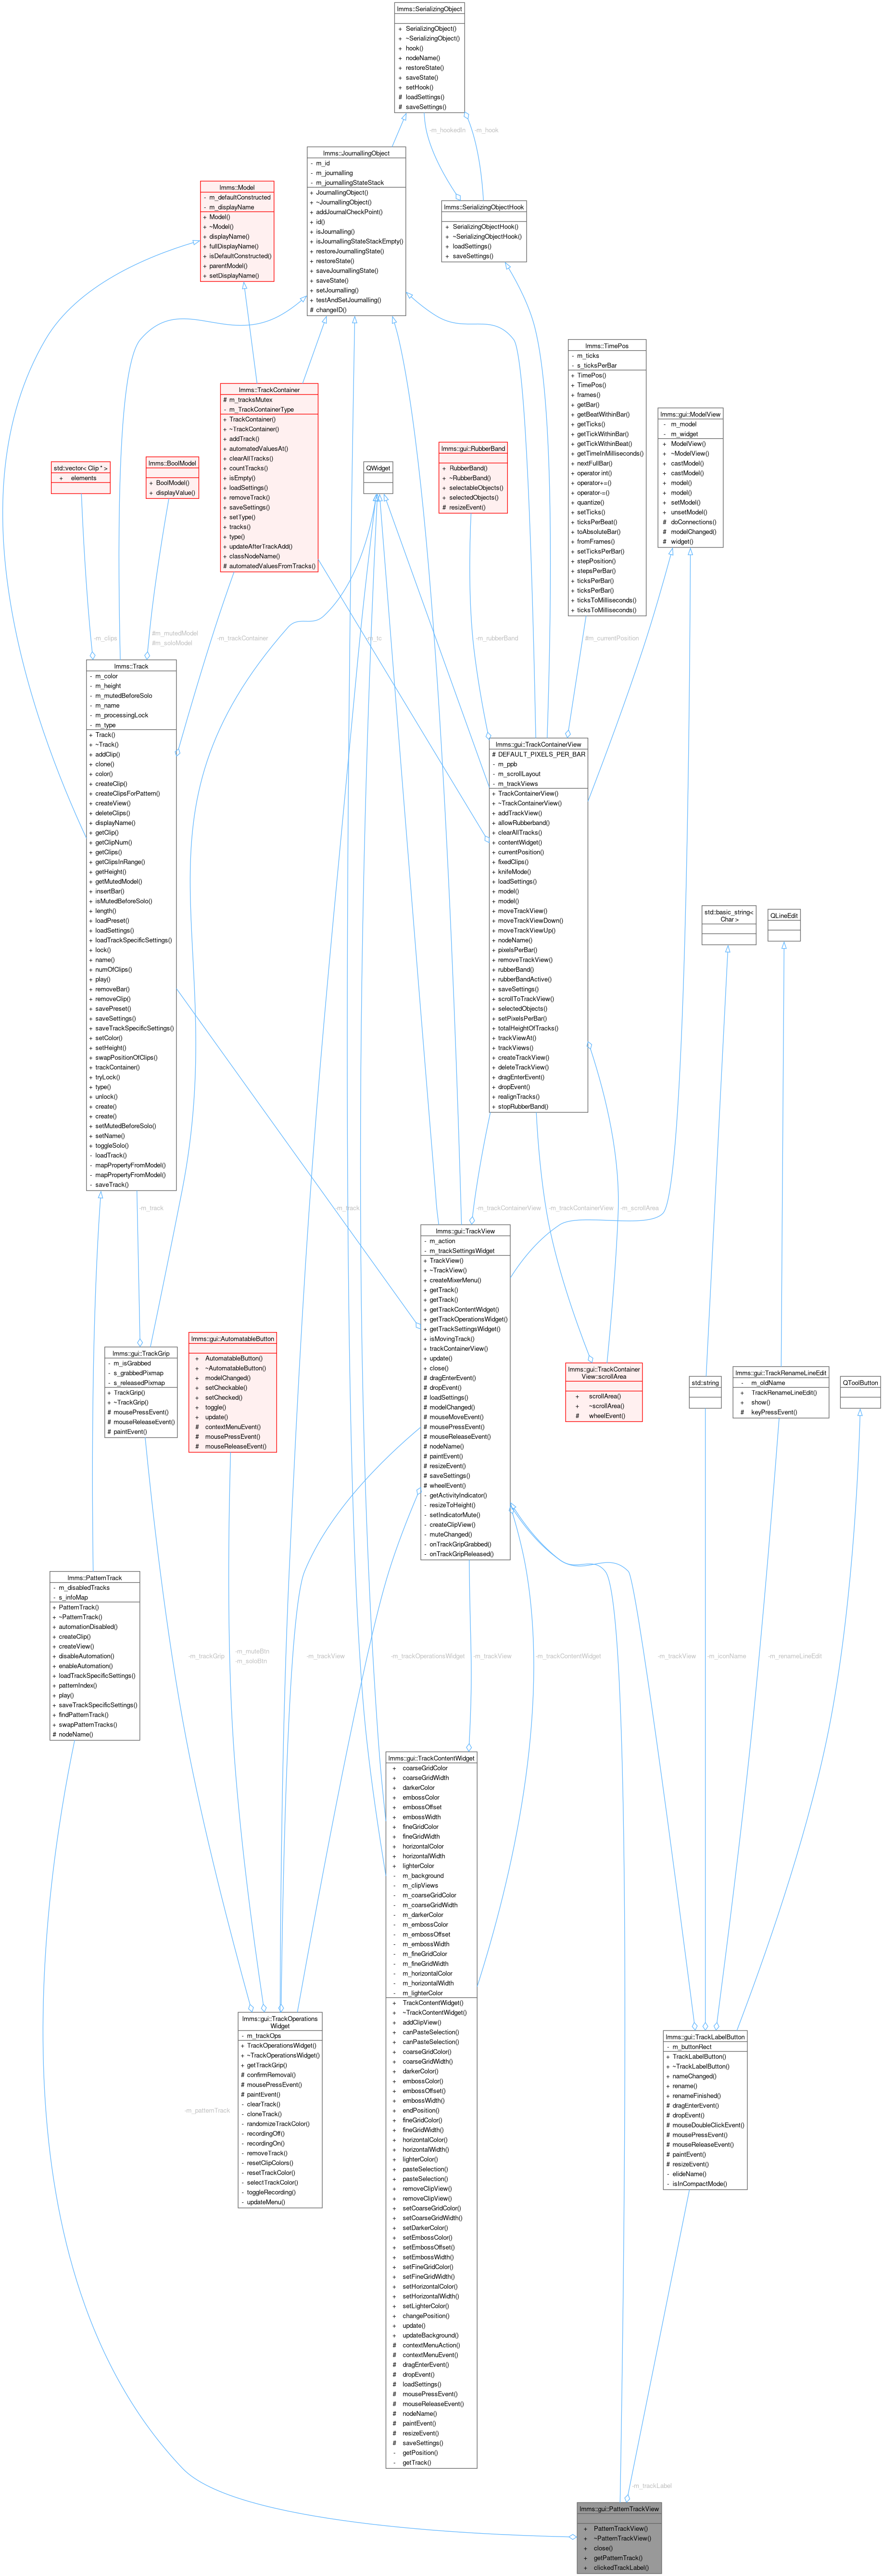 lmms::SerializingObject
+ SerializingObject()
+ ~SerializingObject()
+ hook()
+ nodeName()
+ restoreState()
+ saveState()
+ setHook()
# loadSettings()
# saveSettings()
-m_hookedIn
-m_hook
lmms::JournallingObject
- m_id
- m_journalling
- m_journallingStateStack
+ JournallingObject()
+ ~JournallingObject()
+ addJournalCheckPoint()
+ id()
+ isJournalling()
+ isJournallingStateStackEmpty()
+ restoreJournallingState()
+ restoreState()
+ saveJournallingState()
+ saveState()
+ setJournalling()
+ testAndSetJournalling()
# changeID()
lmms::Model
- m_defaultConstructed
- m_displayName
+ Model()
+ ~Model()
+ displayName()
+ fullDisplayName()
+ isDefaultConstructed()
+ parentModel()
+ setDisplayName()
lmms::SerializingObjectHook
+ SerializingObjectHook()
+ ~SerializingObjectHook()
+ loadSettings()
+ saveSettings()
lmms::TimePos
- m_ticks
- s_ticksPerBar
+ TimePos()
+ TimePos()
+ frames()
+ getBar()
+ getBeatWithinBar()
+ getTicks()
+ getTickWithinBar()
+ getTickWithinBeat()
+ getTimeInMilliseconds()
+ nextFullBar()
+ operator int()
+ operator+=()
+ operator-=()
+ quantize()
+ setTicks()
+ ticksPerBeat()
+ toAbsoluteBar()
+ fromFrames()
+ setTicksPerBar()
+ stepPosition()
+ stepsPerBar()
+ ticksPerBar()
+ ticksPerBar()
+ ticksToMilliseconds()
+ ticksToMilliseconds()
lmms::TrackContainer
# m_tracksMutex
- m_TrackContainerType
+ TrackContainer()
+ ~TrackContainer()
+ addTrack()
+ automatedValuesAt()
+ clearAllTracks()
+ countTracks()
+ isEmpty()
+ loadSettings()
+ removeTrack()
+ saveSettings()
+ setType()
+ tracks()
+ type()
+ updateAfterTrackAdd()
+ classNodeName()
# automatedValuesFromTracks()
lmms::gui::ModelView
- m_model
- m_widget
+ ModelView()
+ ~ModelView()
+ castModel()
+ castModel()
+ model()
+ model()
+ setModel()
+ unsetModel()
# doConnections()
# modelChanged()
# widget()
lmms::gui::RubberBand
+ RubberBand()
+ ~RubberBand()
+ selectableObjects()
+ selectedObjects()
# resizeEvent()
std::vector< Clip * >
+ elements
lmms::BoolModel
+ BoolModel()
+ displayValue()
QWidget
-m_clips
#m_mutedModel
#m_soloModel
-m_trackContainer
-m_tc
-m_rubberBand
#m_currentPosition
lmms::Track
- m_color
- m_height
- m_mutedBeforeSolo
- m_name
- m_processingLock
- m_type
+ Track()
+ ~Track()
+ addClip()
+ clone()
+ color()
+ createClip()
+ createClipsForPattern()
+ createView()
+ deleteClips()
+ displayName()
+ getClip()
+ getClipNum()
+ getClips()
+ getClipsInRange()
+ getHeight()
+ getMutedModel()
+ insertBar()
+ isMutedBeforeSolo()
+ length()
+ loadPreset()
+ loadSettings()
+ loadTrackSpecificSettings()
+ lock()
+ name()
+ numOfClips()
+ play()
+ removeBar()
+ removeClip()
+ savePreset()
+ saveSettings()
+ saveTrackSpecificSettings()
+ setColor()
+ setHeight()
+ swapPositionOfClips()
+ trackContainer()
+ tryLock()
+ type()
+ unlock()
+ create()
+ create()
+ setMutedBeforeSolo()
+ setName()
+ toggleSolo()
- loadTrack()
- mapPropertyFromModel()
- mapPropertyFromModel()
- saveTrack()
lmms::gui::TrackContainerView
# DEFAULT_PIXELS_PER_BAR
- m_ppb
- m_scrollLayout
- m_trackViews
+ TrackContainerView()
+ ~TrackContainerView()
+ addTrackView()
+ allowRubberband()
+ clearAllTracks()
+ contentWidget()
+ currentPosition()
+ fixedClips()
+ knifeMode()
+ loadSettings()
+ model()
+ model()
+ moveTrackView()
+ moveTrackViewDown()
+ moveTrackViewUp()
+ nodeName()
+ pixelsPerBar()
+ removeTrackView()
+ rubberBand()
+ rubberBandActive()
+ saveSettings()
+ scrollToTrackView()
+ selectedObjects()
+ setPixelsPerBar()
+ totalHeightOfTracks()
+ trackViewAt()
+ trackViews()
+ createTrackView()
+ deleteTrackView()
+ dragEnterEvent()
+ dropEvent()
+ realignTracks()
+ stopRubberBand()
std::basic_string<
Char >
QLineEdit
-m_track
-m_track
-m_trackContainerView
-m_trackContainerView
-m_scrollArea
lmms::gui::TrackView
- m_action
- m_trackSettingsWidget
+ TrackView()
+ ~TrackView()
+ createMixerMenu()
+ getTrack()
+ getTrack()
+ getTrackContentWidget()
+ getTrackOperationsWidget()
+ getTrackSettingsWidget()
+ isMovingTrack()
+ trackContainerView()
+ update()
+ close()
# dragEnterEvent()
# dropEvent()
# loadSettings()
# modelChanged()
# mouseMoveEvent()
# mousePressEvent()
# mouseReleaseEvent()
# nodeName()
# paintEvent()
# resizeEvent()
# saveSettings()
# wheelEvent()
- getActivityIndicator()
- resizeToHeight()
- setIndicatorMute()
- createClipView()
- muteChanged()
- onTrackGripGrabbed()
- onTrackGripReleased()
lmms::gui::TrackGrip
- m_isGrabbed
- s_grabbedPixmap
- s_releasedPixmap
+ TrackGrip()
+ ~TrackGrip()
# mousePressEvent()
# mouseReleaseEvent()
# paintEvent()
lmms::gui::AutomatableButton
+ AutomatableButton()
+ ~AutomatableButton()
+ modelChanged()
+ setCheckable()
+ setChecked()
+ toggle()
+ update()
# contextMenuEvent()
# mousePressEvent()
# mouseReleaseEvent()
lmms::gui::TrackContainer
View::scrollArea
+ scrollArea()
+ ~scrollArea()
# wheelEvent()
std::string
lmms::gui::TrackRenameLineEdit
- m_oldName
+ TrackRenameLineEdit()
+ show()
# keyPressEvent()
QToolButton
lmms::PatternTrack
- m_disabledTracks
- s_infoMap
+ PatternTrack()
+ ~PatternTrack()
+ automationDisabled()
+ createClip()
+ createView()
+ disableAutomation()
+ enableAutomation()
+ loadTrackSpecificSettings()
+ patternIndex()
+ play()
+ saveTrackSpecificSettings()
+ findPatternTrack()
+ swapPatternTracks()
# nodeName()
-m_trackGrip
-m_muteBtn
-m_soloBtn
-m_trackView
-m_trackOperationsWidget
-m_trackView
-m_trackContentWidget
-m_trackView
-m_iconName
-m_renameLineEdit
lmms::gui::TrackContentWidget
+ coarseGridColor
+ coarseGridWidth
+ darkerColor
+ embossColor
+ embossOffset
+ embossWidth
+ fineGridColor
+ fineGridWidth
+ horizontalColor
+ horizontalWidth
+ lighterColor
- m_background
- m_clipViews
- m_coarseGridColor
- m_coarseGridWidth
- m_darkerColor
- m_embossColor
- m_embossOffset
- m_embossWidth
- m_fineGridColor
- m_fineGridWidth
- m_horizontalColor
- m_horizontalWidth
- m_lighterColor
+ TrackContentWidget()
+ ~TrackContentWidget()
+ addClipView()
+ canPasteSelection()
+ canPasteSelection()
+ coarseGridColor()
+ coarseGridWidth()
+ darkerColor()
+ embossColor()
+ embossOffset()
+ embossWidth()
+ endPosition()
+ fineGridColor()
+ fineGridWidth()
+ horizontalColor()
+ horizontalWidth()
+ lighterColor()
+ pasteSelection()
+ pasteSelection()
+ removeClipView()
+ removeClipView()
+ setCoarseGridColor()
+ setCoarseGridWidth()
+ setDarkerColor()
+ setEmbossColor()
+ setEmbossOffset()
+ setEmbossWidth()
+ setFineGridColor()
+ setFineGridWidth()
+ setHorizontalColor()
+ setHorizontalWidth()
+ setLighterColor()
+ changePosition()
+ update()
+ updateBackground()
# contextMenuAction()
# contextMenuEvent()
# dragEnterEvent()
# dropEvent()
# loadSettings()
# mousePressEvent()
# mouseReleaseEvent()
# nodeName()
# paintEvent()
# resizeEvent()
# saveSettings()
- getPosition()
- getTrack()
lmms::gui::TrackOperations
Widget
- m_trackOps
+ TrackOperationsWidget()
+ ~TrackOperationsWidget()
+ getTrackGrip()
# confirmRemoval()
# mousePressEvent()
# paintEvent()
- clearTrack()
- cloneTrack()
- randomizeTrackColor()
- recordingOff()
- recordingOn()
- removeTrack()
- resetClipColors()
- resetTrackColor()
- selectTrackColor()
- toggleRecording()
- updateMenu()
lmms::gui::TrackLabelButton
- m_buttonRect
+ TrackLabelButton()
+ ~TrackLabelButton()
+ nameChanged()
+ rename()
+ renameFinished()
# dragEnterEvent()
# dropEvent()
# mouseDoubleClickEvent()
# mousePressEvent()
# mouseReleaseEvent()
# paintEvent()
# resizeEvent()
- elideName()
- isInCompactMode()
-m_patternTrack
-m_trackLabel
lmms::gui::PatternTrackView
+ PatternTrackView()
+ ~PatternTrackView()
+ close()
+ getPatternTrack()
+ clickedTrackLabel()